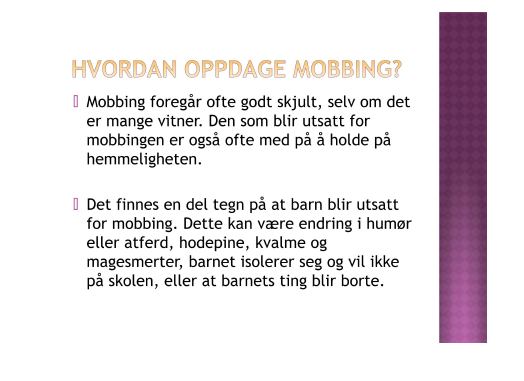 HVORDAN OPPDAGE MOBBING?
Mobbing foregår ofte godt skjult, selv om det
er mange vitner. Den som blir utsatt for
mobbingen er også ofte med på å holde på
hemmeligheten.
Det finnes en del tegn på at barn blir utsatt
for mobbing. Dette kan være endring i humør
eller atferd, hodepine, kvalme og
magesmerter, barnet isolerer seg og vil ikke
på skolen, eller at barnets ting blir borte.